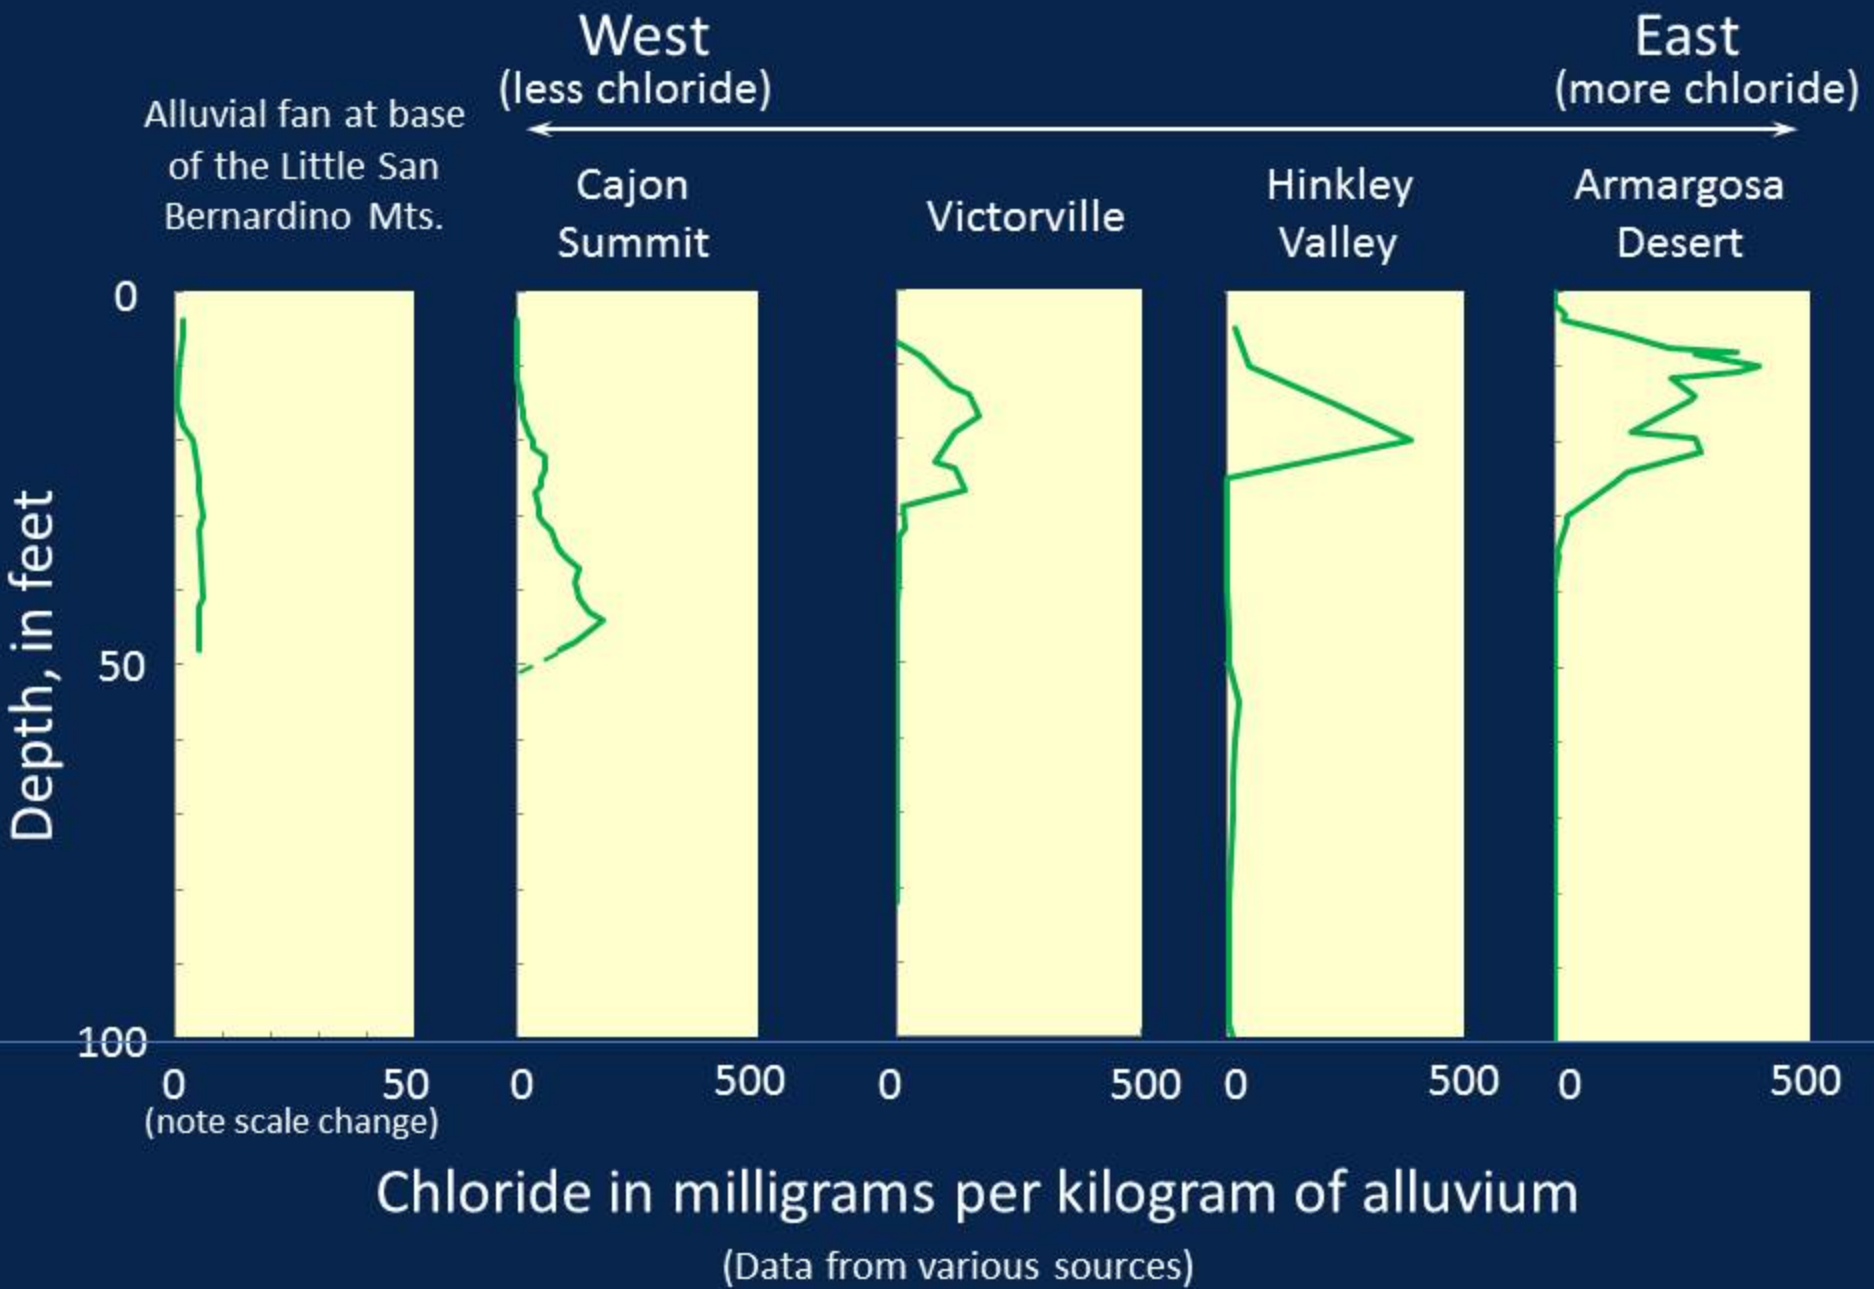 West
(less chloride)
East
(more chloride)
Alluvial fan at base
of the Little San
Bernardino Mts.
Cajon
Summit
Victorville
Hinkley
Valley
Armargosa
Desert
Depth, in feet
0
50
100
0
50
(note scale change)
0
500
0
500
0
500
0
500
Chloride in milligrams per kilogram of alluvium
(Data from various sources)